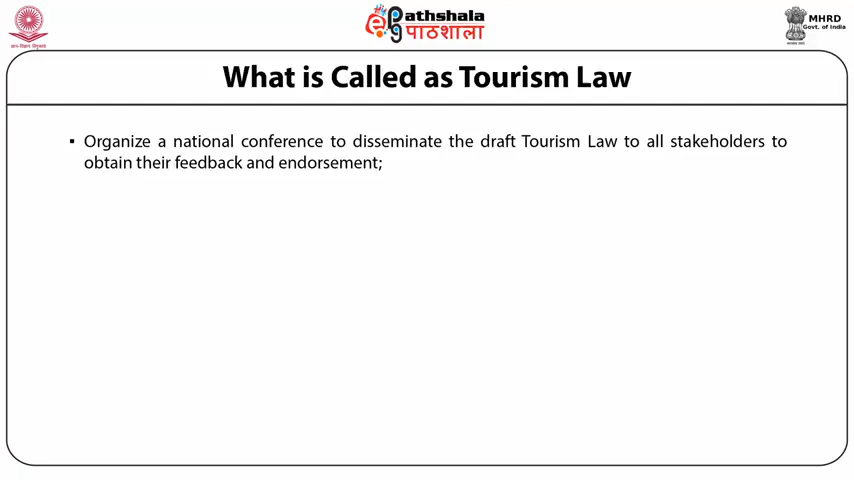 ePathshala
पाठशाला
MHRD
Govt. of India
What is Called as Tourism Law
▪ Organize a national conference to disseminate the draft Tourism Law to all stakeholders to
obtain their feedback and endorsement;